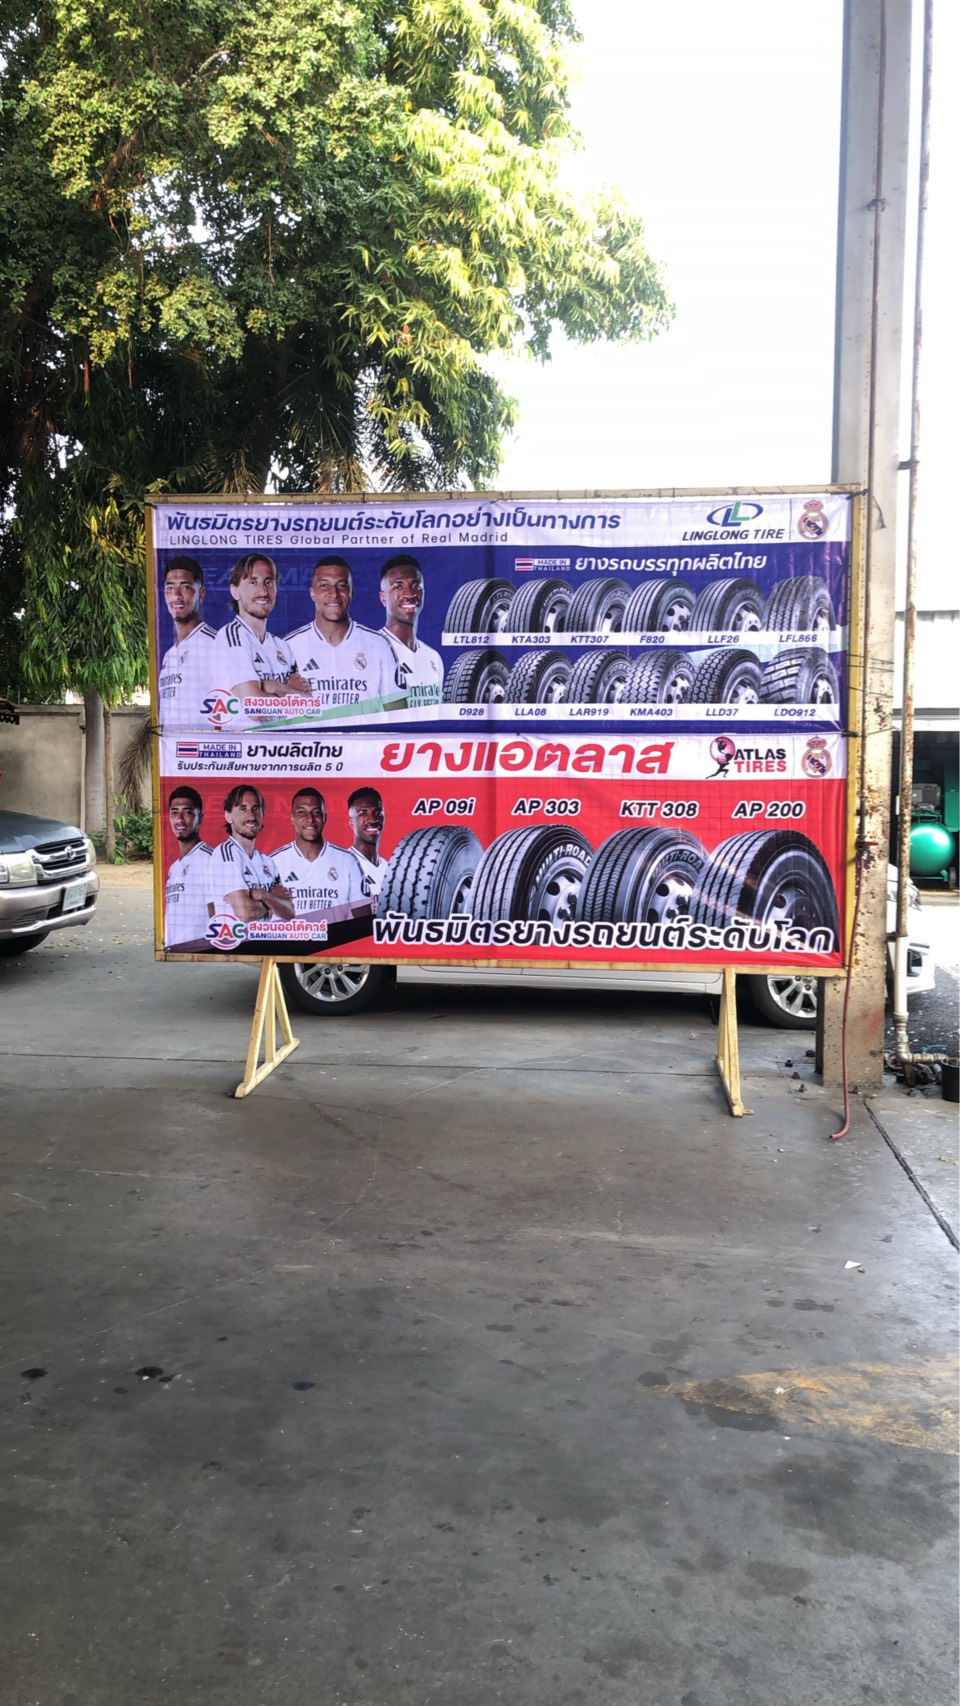 พันธมิตรยางรถยนต์ระดับโลกอย่างเป็นทางการ
LINGLONG TIRES Global Partner of Real Madrid
LINGLONG TIRE
MADE IN THAILAND ยางรถบรรทุกผลิตไทย
LTL812 KTA303 KTT307 F820 LLF26 LFL866
Emirates
FLY BETTER
D928 LLA08 LAR919 KMA403 LLD37 LDO912
SAC สงวนออโต้คาร์
SANGUAN AUTO CAR
MADE IN THAILAND ยางผลิตไทย
รับประกันเสียหายจากการผลิต 5 ปี
ยางแอตลาส
ATLAS TIRES
AP 09i AP 303 KTT 308 AP 200
MULTI-ROAD
Emirates
FLY BETTER
SAC สงวนออโต้คาร์
SANGUAN AUTO CAR
พันธมิตรยางรถยนต์ระดับโลก